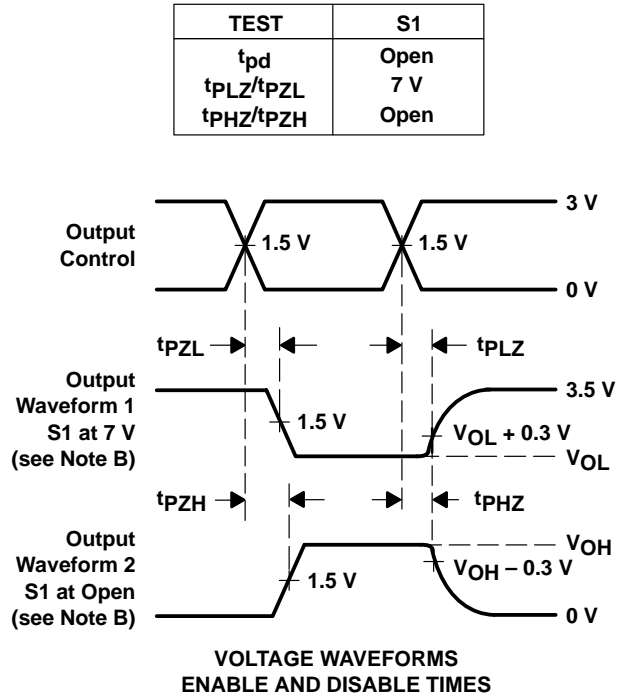 TEST S1
tpd Open
tPLZ/tPZL 7 V
tPHZ/tPZH Open
3 V
Output
Control
1.5 V 1.5 V
0 V
tPZL tPLZ
Output
Waveform 1
S1 at 7 V
(see Note B)
3.5 V
1.5 V
VOL + 0.3 V
VOL
tPZH tPHZ
Output
Waveform 2
S1 at Open
(see Note B)
VOH
VOH – 0.3 V
1.5 V
0 V
VOLTAGE WAVEFORMS
ENABLE AND DISABLE TIMES